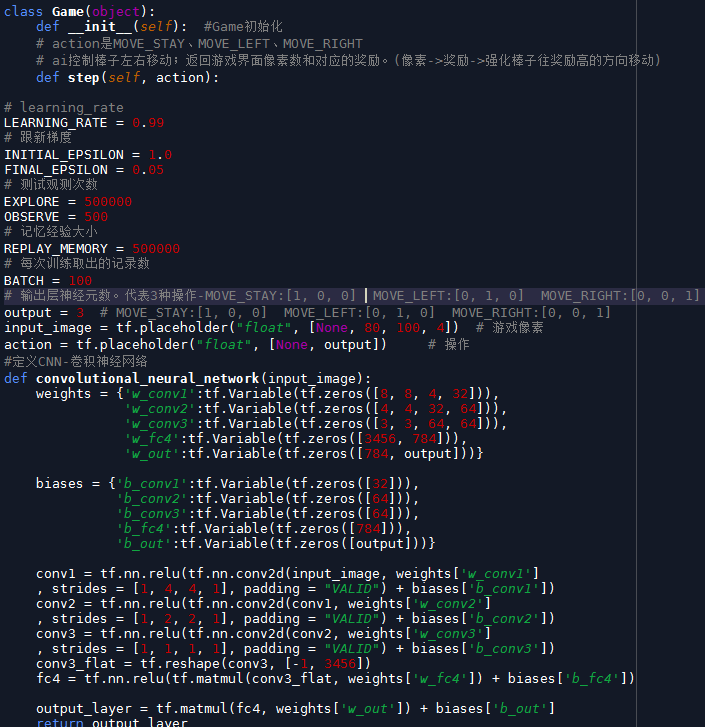 class Game(object):
    def __init__(self):  #Game初始化
    # action是MOVE_STAY、MOVE_LEFT、MOVE_RIGHT
    # ai控制棒子左右移动；返回游戏界面像素数和对应的奖励。(像素->奖励->强化棒子往奖励高的方向移动)
    def step(self, action):

# learning_rate
LEARNING_RATE = 0.99
# 跟新梯度
INITIAL_EPSILON = 1.0
FINAL_EPSILON = 0.05
# 测试观测次数
EXPLORE = 500000
OBSERVE = 500
# 记忆经验大小
REPLAY_MEMORY = 500000
# 每次训练取出的记录数
BATCH = 100
# 输出层神经元数。代表3种操作-MOVE_STAY:[1, 0, 0]  MOVE_LEFT:[0, 1, 0]  MOVE_RIGHT:[0, 0, 1]
output = 3  # MOVE_STAY:[1, 0, 0]  MOVE_LEFT:[0, 1, 0]  MOVE_RIGHT:[0, 0, 1]
input_image = tf.placeholder("float", [None, 80, 100, 4])  # 游戏像素
action = tf.placeholder("float", [None, output])     # 操作
#定义CNN-卷积神经网络
def convolutional_neural_network(input_image):
    weights = {'w_conv1':tf.Variable(tf.zeros([8, 8, 4, 32])),
               'w_conv2':tf.Variable(tf.zeros([4, 4, 32, 64])),
               'w_conv3':tf.Variable(tf.zeros([3, 3, 64, 64])),
               'w_fc4':tf.Variable(tf.zeros([3456, 784])),
               'w_out':tf.Variable(tf.zeros([784, output]))}

    biases = {'b_conv1':tf.Variable(tf.zeros([32])),
              'b_conv2':tf.Variable(tf.zeros([64])),
              'b_conv3':tf.Variable(tf.zeros([64])),
              'b_fc4':tf.Variable(tf.zeros([784])),
              'b_out':tf.Variable(tf.zeros([output]))}

    conv1 = tf.nn.relu(tf.nn.conv2d(input_image, weights['w_conv1']
    , strides = [1, 4, 4, 1], padding = "VALID") + biases['b_conv1'])
    conv2 = tf.nn.relu(tf.nn.conv2d(conv1, weights['w_conv2']
    , strides = [1, 2, 2, 1], padding = "VALID") + biases['b_conv2'])
    conv3 = tf.nn.relu(tf.nn.conv2d(conv2, weights['w_conv3']
    , strides = [1, 1, 1, 1], padding = "VALID") + biases['b_conv3'])
    conv3_flat = tf.reshape(conv3, [-1, 3456])
    fc4 = tf.nn.relu(tf.matmul(conv3_flat, weights['w_fc4']) + biases['b_fc4'])

    output_layer = tf.matmul(fc4, weights['w_out']) + biases['b_out']
    return output_layer